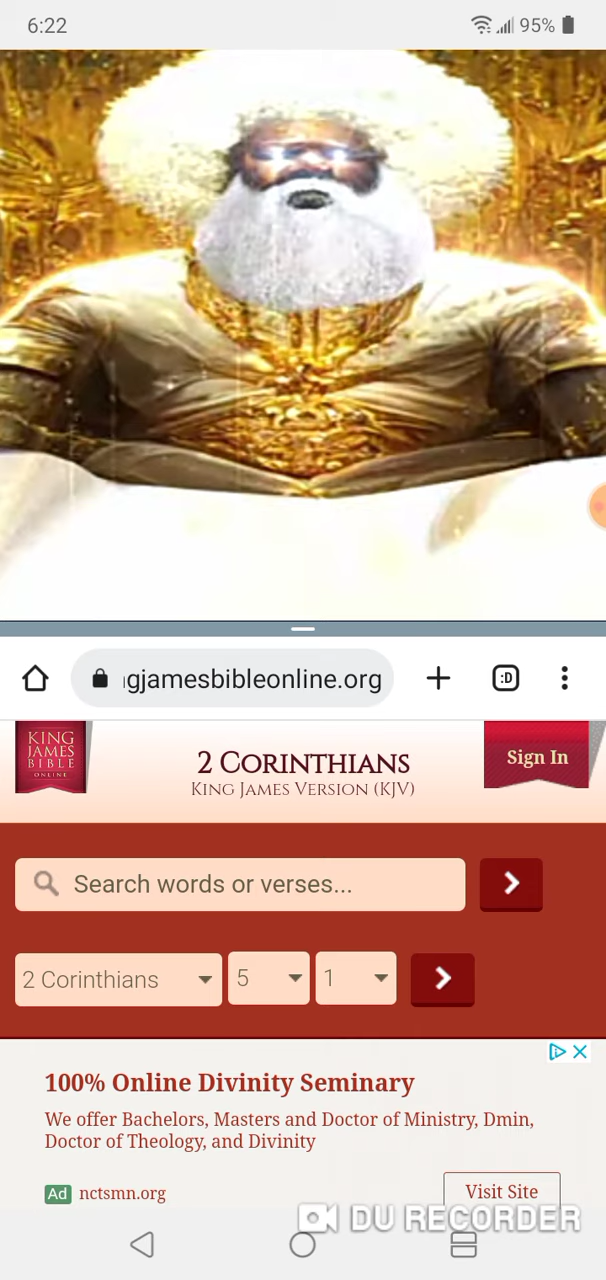 6:22
95%
gjamesbibleonline.org
:D
KING
JAMES
BIBLE
ONLINE
2 CORINTHIANS
KING JAMES VERSION (KJV)
Sign In
Search words or verses...
2 Corinthians
5
1
100% Online Divinity Seminary
We offer Bachelors, Masters and Doctor of Ministry, Dmin,
Doctor of Theology, and Divinity
Ad nctsmn.org
Visit Site
DU RECORDER